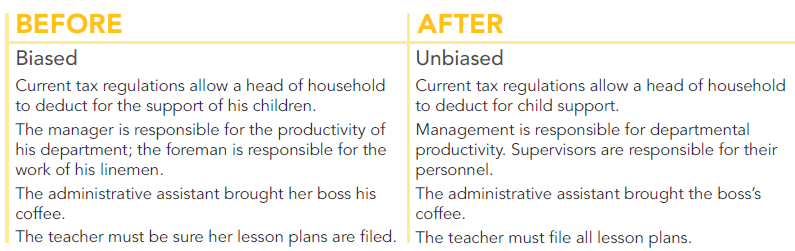 BEFORE
Biased
Current tax regulations allow a head of household
to deduct for the support of his children.
The manager is responsible for the productivity of
his department; the foreman is responsible for the
work of his linemen.
The administrative assistant brought her boss his
coffee.
The teacher must be sure her lesson plans are filed.
AFTER
Unbiased
Current tax regulations allow a head of household
to deduct for child support.
Management is responsible for departmental
productivity. Supervisors are responsible for their
personnel.
The administrative assistant brought the boss’s
coffee.
The teacher must file all lesson plans.